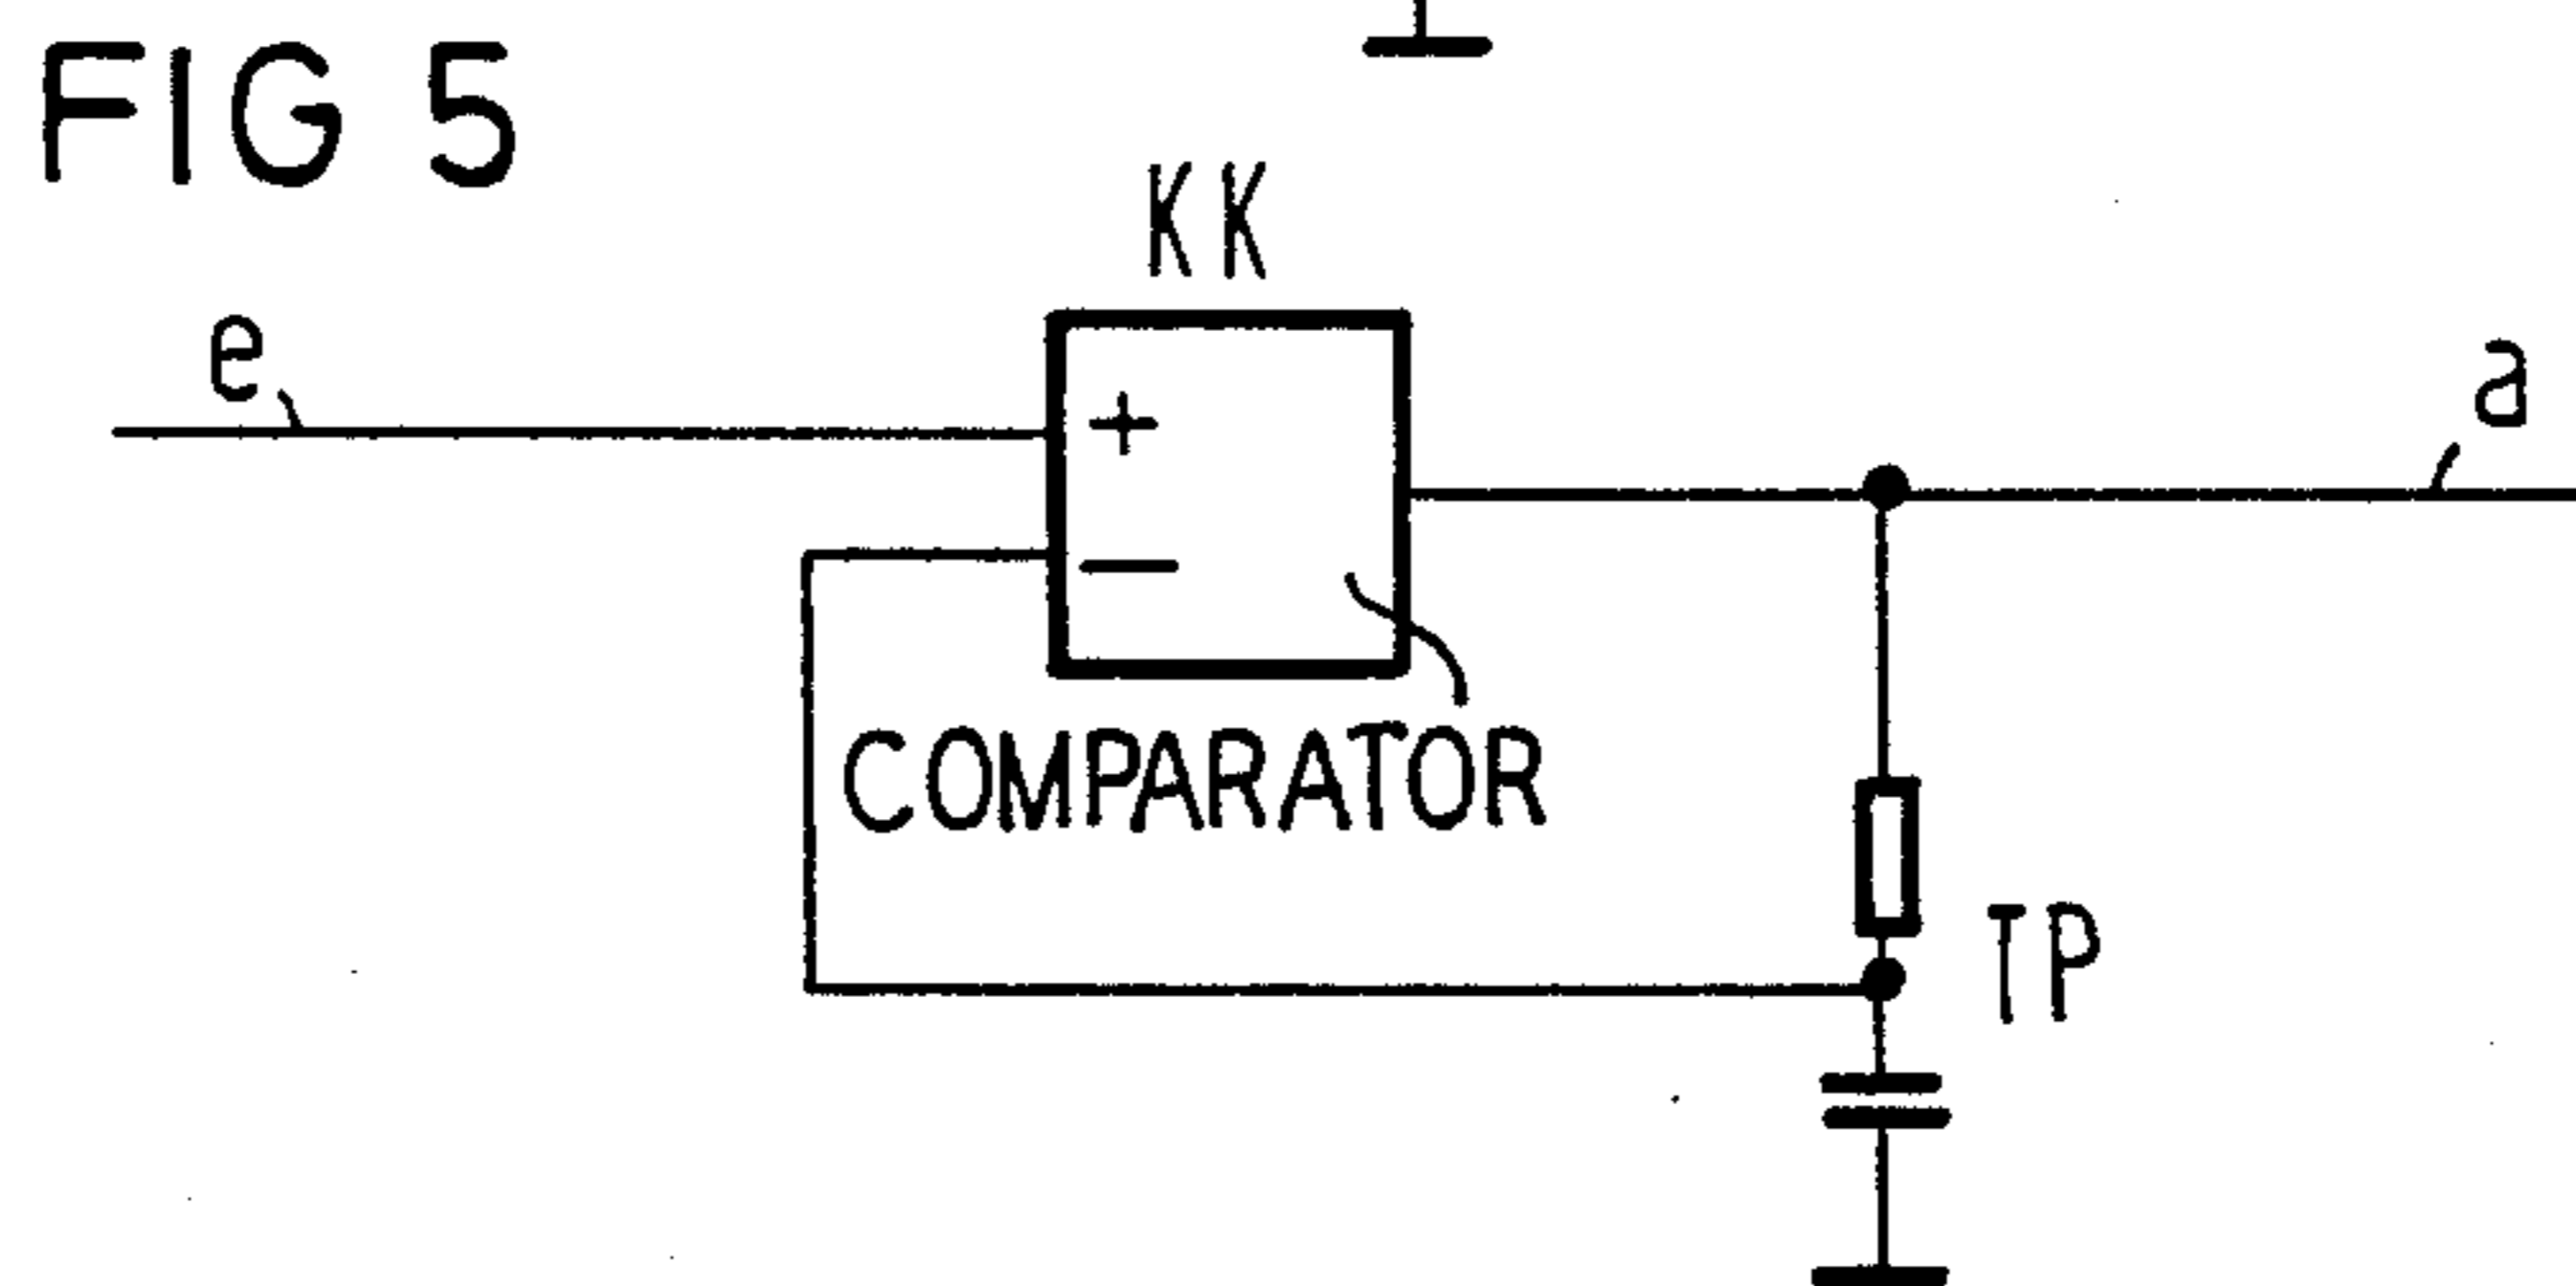 FIG 5
KK
e
a
+
−
COMPARATOR
TP